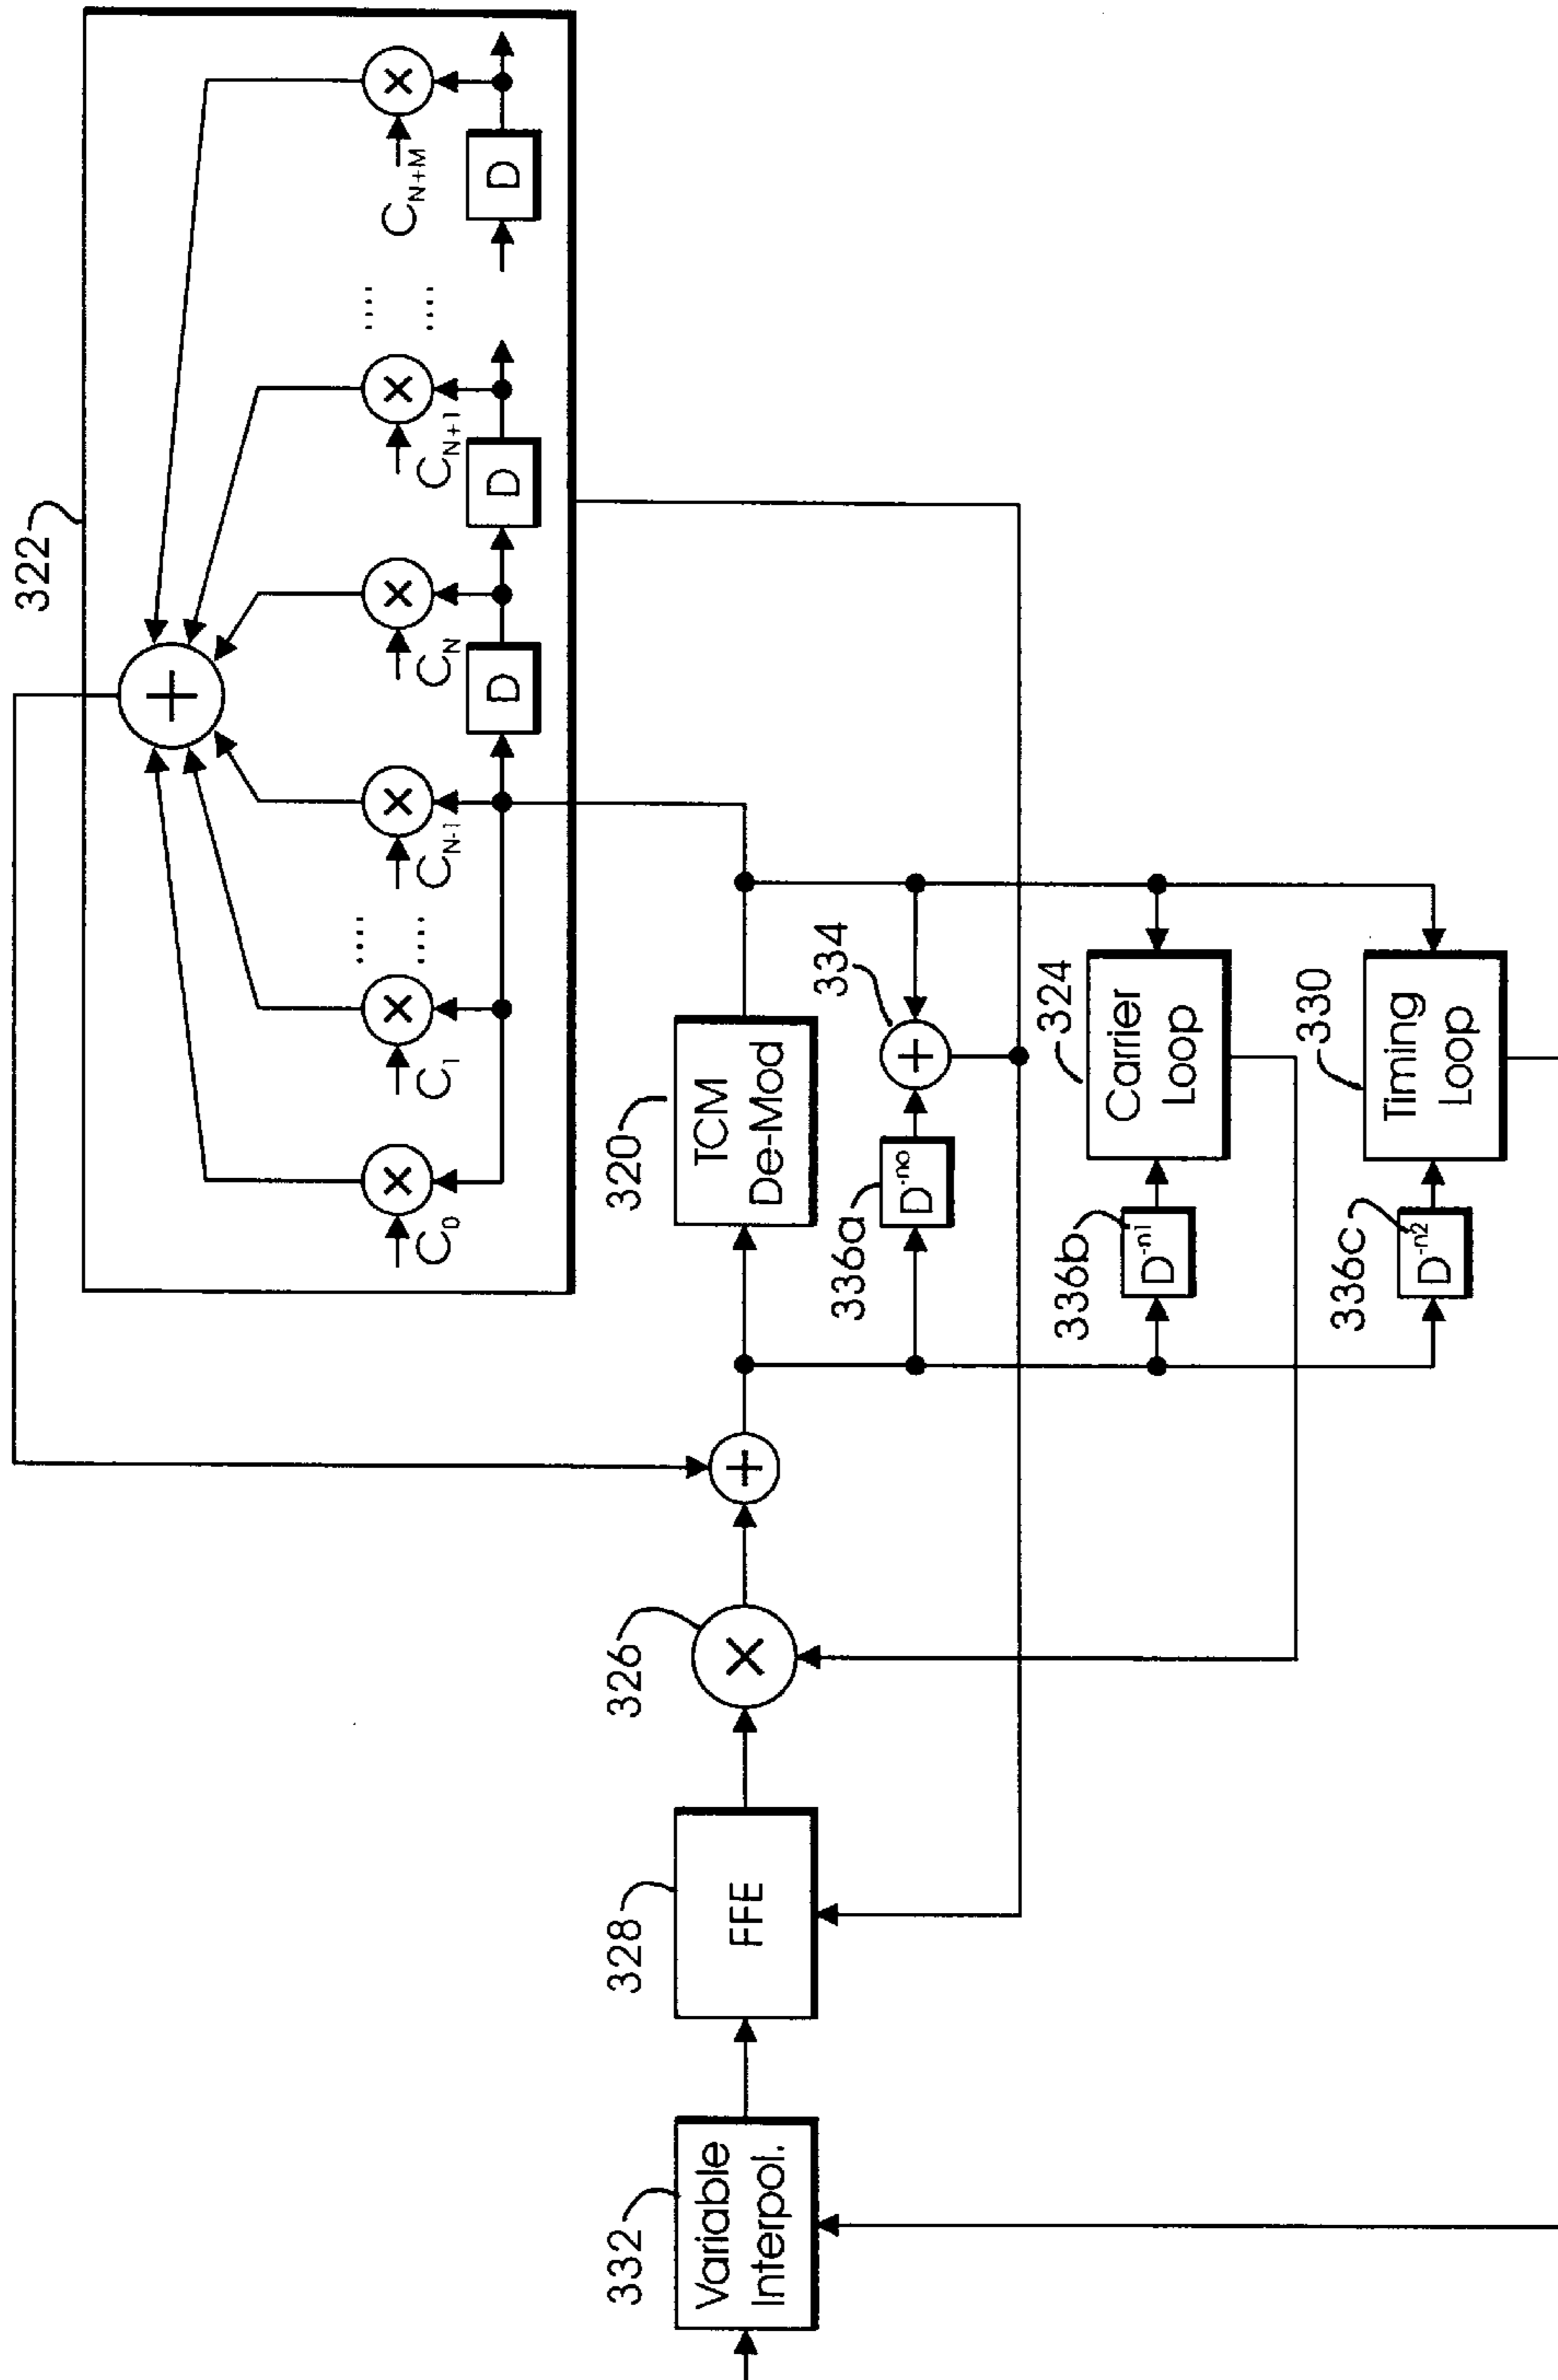 322
+
×
×
×
×
×
×
C0
C1
....
....
CN-1
CN
CN+1
....
....
CN+M
D
D
D
332
Variable
Interpol.
328
FFE
326
×
+
320
TCM
De-Mod
336a
D-no
334
+
336b
D-n1
324
Carrier
Loop
336c
D-n2
330
Timing
Loop